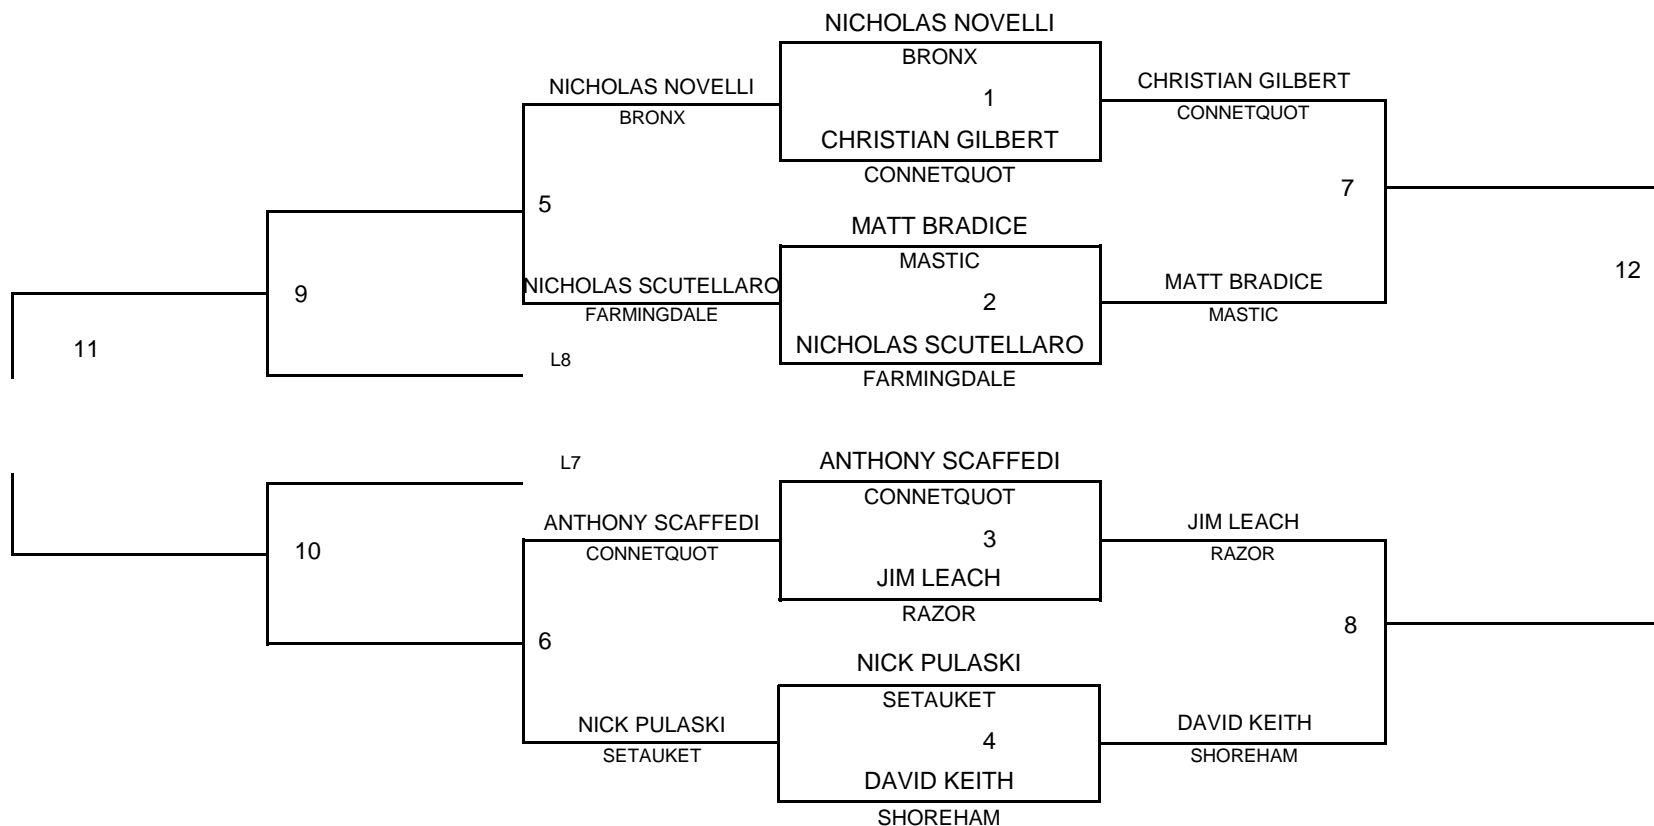 NICHOLAS NOVELLI
BRONX
NICHOLAS NOVELLI
BRONX
1
CHRISTIAN GILBERT
CONNETQUOT
CHRISTIAN GILBERT
CONNETQUOT
5
7
MATT BRADICE
MASTIC
9
NICHOLAS SCUTELLARO
FARMINGDALE
2
MATT BRADICE
MASTIC
12
11
L8
NICHOLAS SCUTELLARO
FARMINGDALE
L7
ANTHONY SCAFFEDI
CONNETQUOT
ANTHONY SCAFFEDI
CONNETQUOT
10
3
JIM LEACH
RAZOR
JIM LEACH
RAZOR
6
8
NICK PULASKI
SETAUKET
NICK PULASKI
SETAUKET
4
DAVID KEITH
SHOREHAM
DAVID KEITH
SHOREHAM